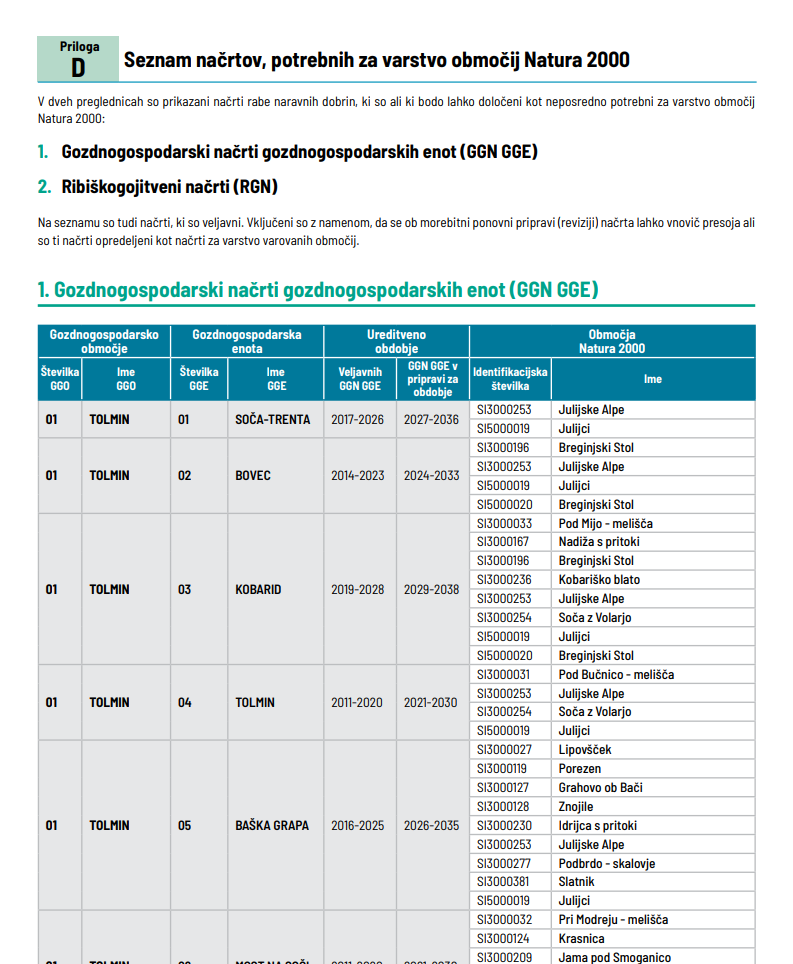 Priloga
D
Seznam načrtov, potrebnih za varstvo območij Natura 2000
V dveh preglednicah so prikazani načrti rabe naravnih dobrin, ki so ali ki bodo lahko določeni kot neposredno potrebni za varstvo območij
Natura 2000:
1. Gozdnogospodarski načrti gozdnogospodarskih enot (GGN GGE)
2. Ribiškogojitveni načrti (RGN)
Na seznamu so tudi načrti, ki so veljavni. Vključeni so z namenom, da se ob morebitni ponovni pripravi (reviziji) načrta lahko vnovič presoja ali
so ti načrti opredeljeni kot načrti za varstvo varovanih območij.
1. Gozdnogospodarski načrti gozdnogospodarskih enot (GGN GGE)
Gozdnogospodarsko območje Gozdnogospodarska enota Ureditveno obdobje Območja Natura 2000
Številka GGO Ime GGO Številka GGE Ime GGE Veljavnih GGN GGE GGN GGE v pripravi za obdobje Identifikacijska številka Ime
01 TOLMIN 01 SOČA-TRENTA 2017-2026 2027-2036
SI3000253 Julijske Alpe
SI5000019 Julijci
01 TOLMIN 02 BOVEC 2014-2023 2024-2033
SI3000196 Breginjski Stol
SI3000253 Julijske Alpe
SI5000019 Julijci
SI5000020 Breginjski Stol
01 TOLMIN 03 KOBARID 2019-2028 2029-2038
SI3000033 Pod Mijo - melišča
SI3000167 Nadiža s pritoki
SI3000196 Breginjski Stol
SI3000236 Kobariško blato
SI3000253 Julijske Alpe
SI3000254 Soča z Volarjo
SI5000019 Julijci
SI5000020 Breginjski Stol
01 TOLMIN 04 TOLMIN 2011-2020 2021-2030
SI3000031 Pod Bučnico - melišča
SI3000253 Julijske Alpe
SI3000254 Soča z Volarjo
SI5000019 Julijci
01 TOLMIN 05 BAŠKA GRAPA 2016-2025 2026-2035
SI3000027 Lipovšček
SI3000119 Porezen
SI3000127 Grahovo ob Bači
SI3000128 Znojile
SI3000230 Idrijca s pritoki
SI3000253 Julijske Alpe
SI3000277 Podbrdo - skalovje
SI3000381 Slatnik
SI5000019 Julijci
SI3000032 Pri Modreju - melišča
SI3000124 Krasnica
SI3000209 Jama pod Smoganico